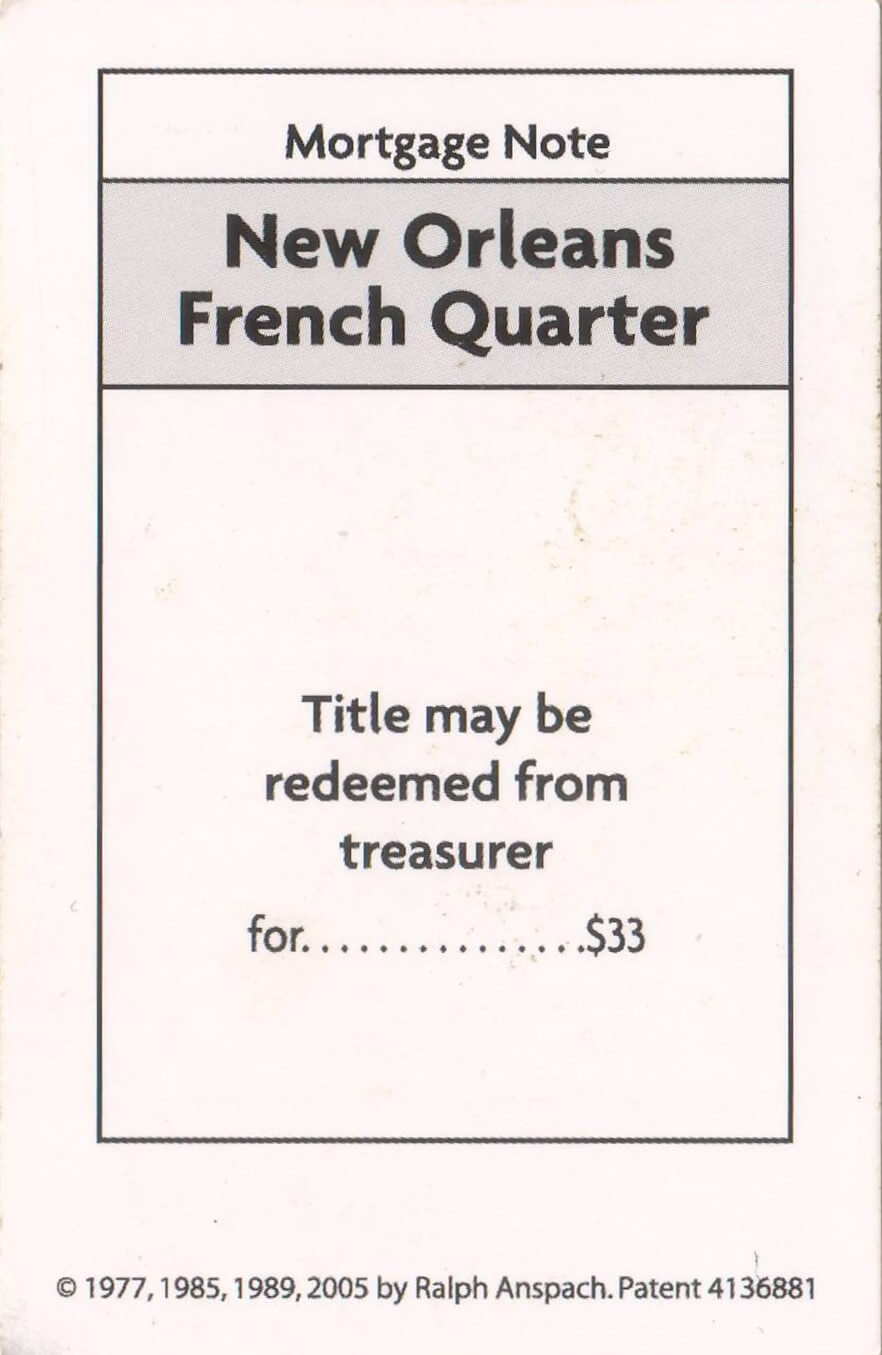 Mortgage Note
New Orleans
French Quarter
Title may be
redeemed from
treasurer
for...............$33
© 1977, 1985, 1989, 2005 by Ralph Anspach. Patent 4136881